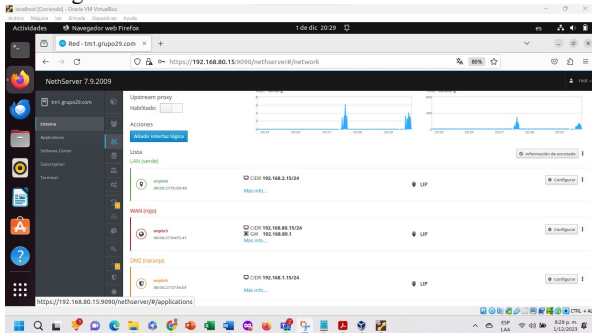 localhost [Corriendo] - Oracle VM VirtualBox
Archivo Máquina Ver Entrada Dispositivos Ayuda
Actividades Navegador web Firefox 1 de dic 20:29 es
Red - tm1.grupo29.com
https://192.168.80.15:9090/nethserver#/network 80%
NethServer 7.9.2009 root
tm1.grupo29.com
Sistema
Applications
Software Center
Subscription
Terminal
Upstream proxy
Habilitado:
Acciones
Añadir interfaz lógico
Lista
Información de enrutado
LAN (verde)
CIDR 192.168.2.15/24
Más info...
UP
Configurar
WAN (rojo)
enp0s3
CIDR 192.168.80.15/24
GW 192.168.80.1
Más info...
UP
Configurar
DMZ (naranja)
CIDR 192.168.1.15/24
Más info...
UP
Configurar
https://192.168.80.15:9090/nethserver/#/applications
ESP
LAA
8:29 p. m.
1/12/2023